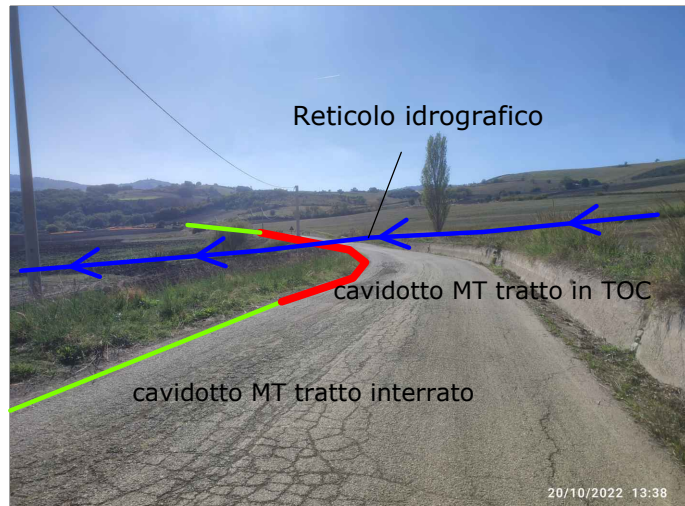 Reticolo idrografico
cavidotto MT tratto in TOC
cavidotto MT tratto interrato
20/10/2022 13:38